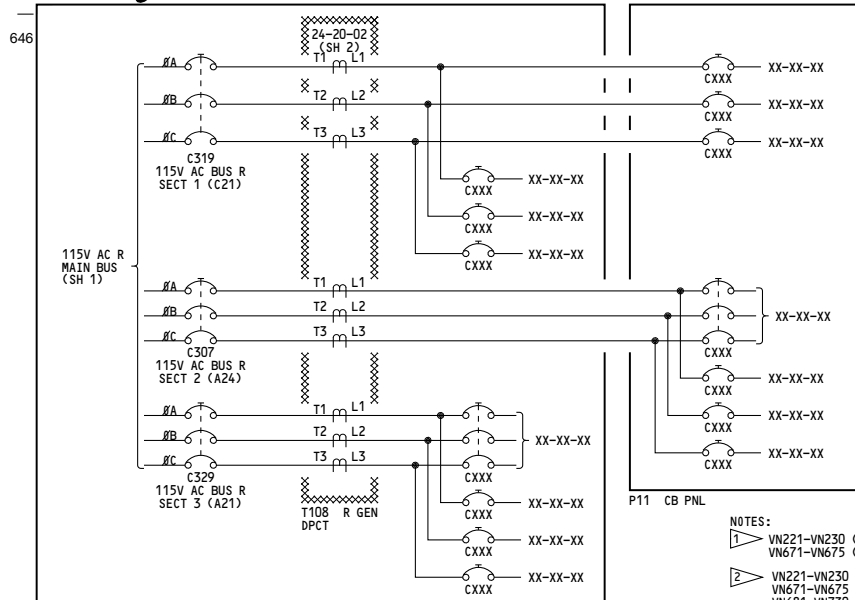 646
24-20-02
(SH 2)
ØA T1 L1 CXXX XX-XX-XX
ØB T2 L2 CXXX XX-XX-XX
ØC T3 L3 CXXX XX-XX-XX
C319
115V AC BUS R
SECT 1 (C21)
CXXX XX-XX-XX
CXXX XX-XX-XX
CXXX XX-XX-XX
115V AC R
MAIN BUS
(SH 1)
ØA T1 L1
ØB T2 L2 XX-XX-XX
ØC T3 L3 CXXX
C307
115V AC BUS R
SECT 2 (A24)
CXXX XX-XX-XX
CXXX XX-XX-XX
CXXX XX-XX-XX
ØA T1 L1
ØB T2 L2 XX-XX-XX
ØC T3 L3 CXXX
C329
115V AC BUS R
SECT 3 (A21)
CXXX XX-XX-XX
CXXX XX-XX-XX
CXXX XX-XX-XX
T108 R GEN
DPCT
P11 CB PNL
NOTES:
1 VN221-VN230 (
VN671-VN675 (
2 VN221-VN230
VN671-VN675